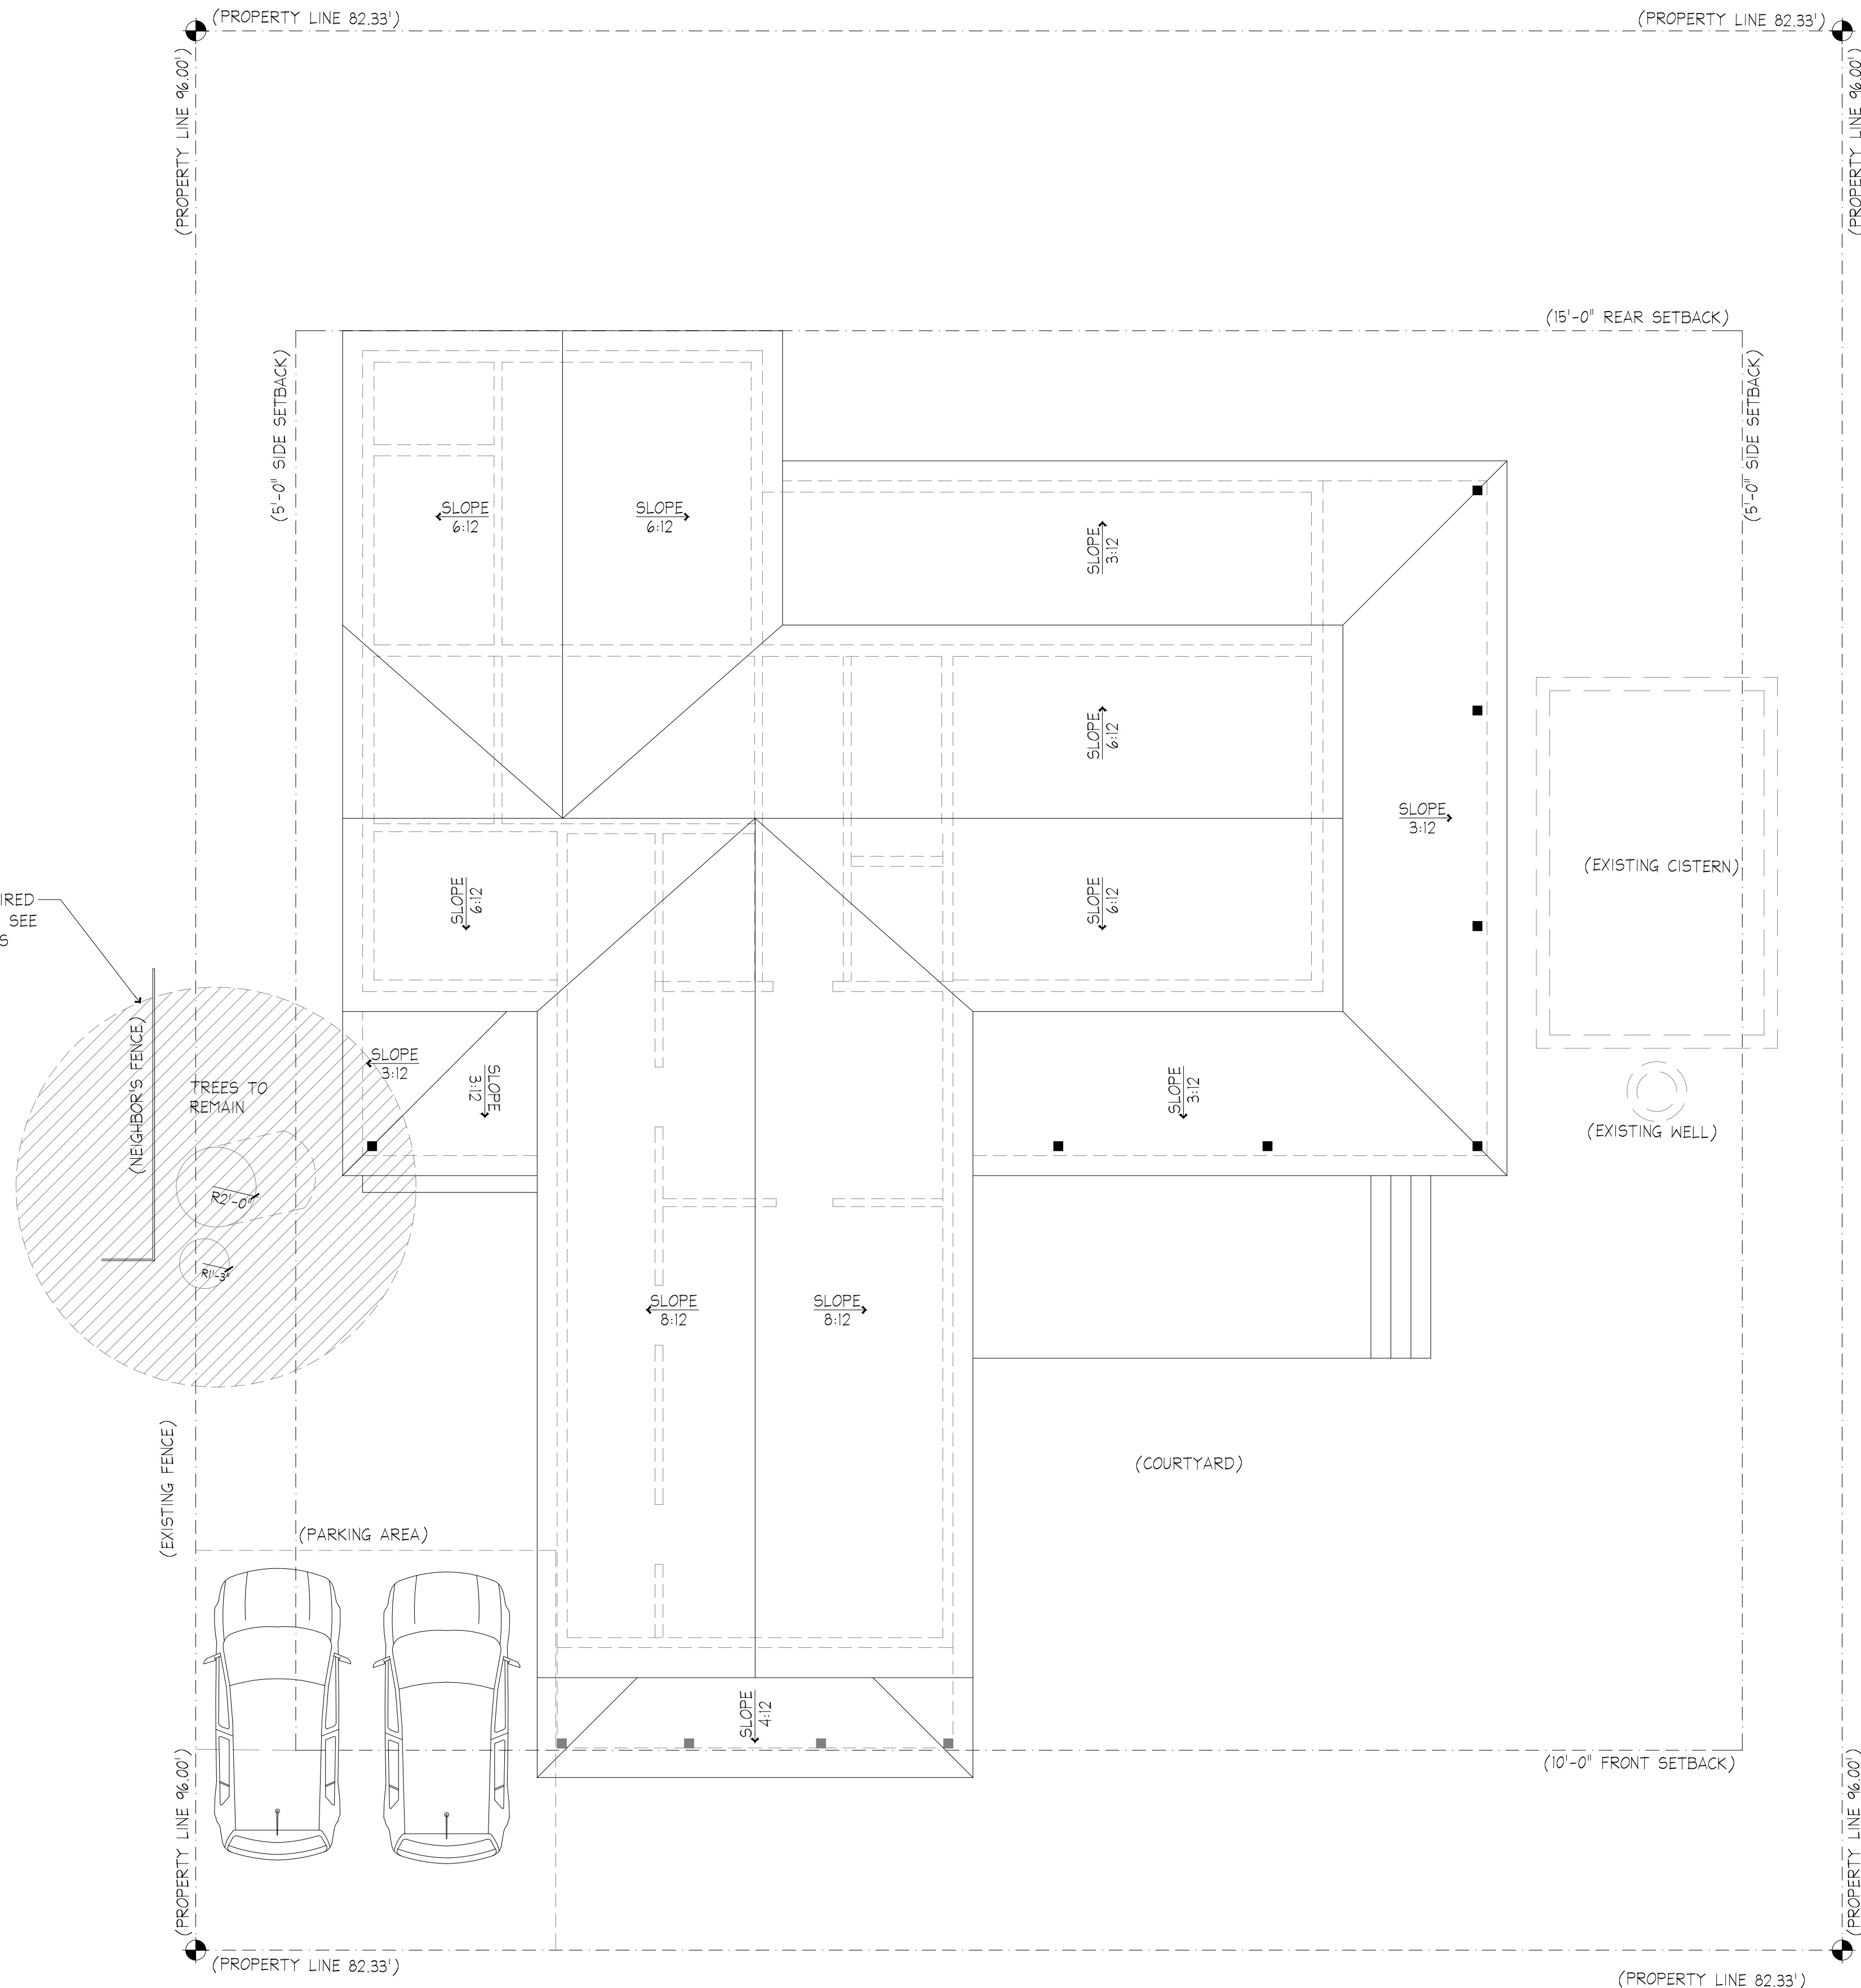 (PROPERTY LINE 82.33')
(PROPERTY LINE 82.33')
(PROPERTY LINE 96.00')
(PROPERTY LINE 96.00')
(15'-0" REAR SETBACK)
(5'-0" SIDE SETBACK)
(5'-0" SIDE SETBACK)
SLOPE
6:12
SLOPE
6:12
SLOPE
3:12
SLOPE
6:12
SLOPE
3:12
(EXISTING CISTERN)
SLOPE
6:12
SLOPE
6:12
SEE
(NEIGHBOR'S FENCE)
SLOPE
3:12
SLOPE
3:12
SLOPE
3:12
TREES TO
REMAIN
(EXISTING WELL)
R2'-0"
R1'-3"
SLOPE
8:12
SLOPE
8:12
(COURTYARD)
(EXISTING FENCE)
(PARKING AREA)
SLOPE
4:12
(10'-0" FRONT SETBACK)
(PROPERTY LINE 96.00')
(PROPERTY LINE 96.00')
(PROPERTY LINE 82.33')
(PROPERTY LINE 82.33')